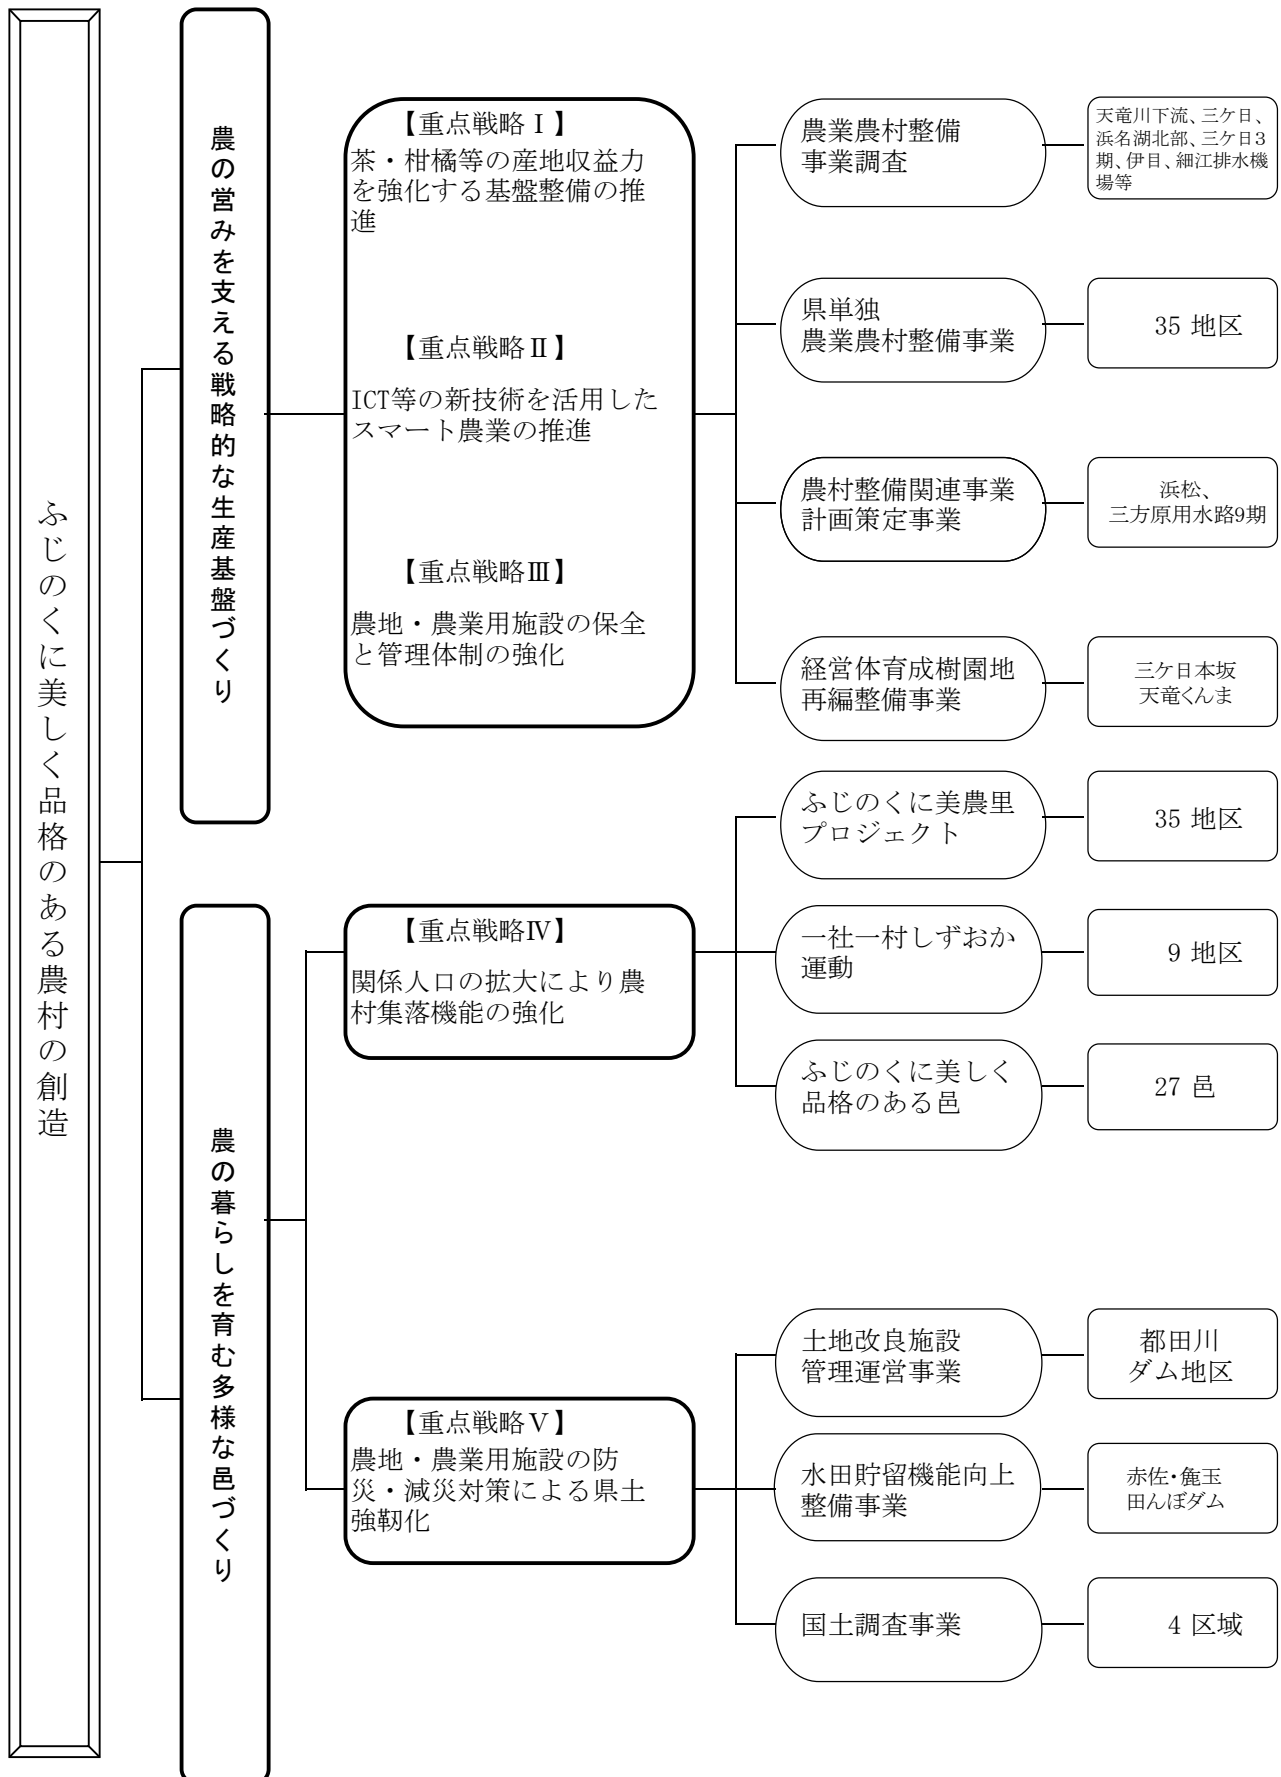 ふじのくに美しく品格のある農村の創造
農の営みを支える戦略的な生産基盤づくり
【重点戦略Ⅰ】
茶・柑橘等の産地収益力
を強化する基盤整備の推
進
【重点戦略Ⅱ】
ICT等の新技術を活用した
スマート農業の推進
【重点戦略Ⅲ】
農地・農業用施設の保全
と管理体制の強化
農業農村整備
事業調査
天竜川下流、三ケ日、
浜名湖北部、三ケ日3
期、伊目、細江排水機
場等
県単独
農業農村整備事業
35 地区
農村整備関連事業
計画策定事業
浜松、
三方原用水路9期
経営体育成樹園地
再編整備事業
三ケ日本坂
天竜くんま
農の暮らしを育む多様な邑づくり
【重点戦略Ⅳ】
関係人口の拡大により農
村集落機能の強化
ふじのくに美農里
プロジェクト
35 地区
一社一村しずおか
運動
9 地区
ふじのくに美しく
品格のある邑
27 邑
【重点戦略Ⅴ】
農地・農業用施設の防
災・減災対策による県土
強靭化
土地改良施設
管理運営事業
都田川
ダム地区
水田貯留機能向上
整備事業
赤佐・麁玉
田んぼダム
国土調査事業
4 区域